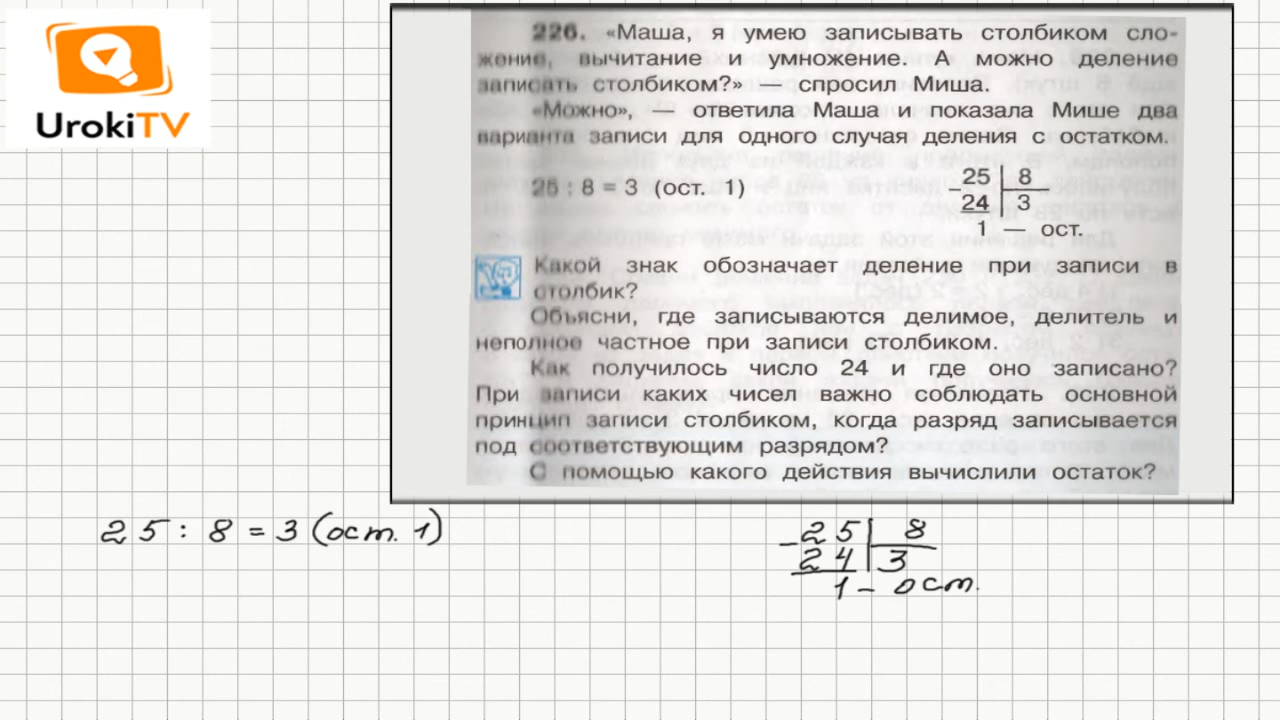 UrokiTV
226. «Маша, я умею записывать столбиком сло-
жение, вычитание и умножение. А можно деление
записать столбиком?» — спросил Миша.
«Можно», — ответила Маша и показала Мише два
варианта записи для одного случая деления с остатком.
25 : 8 = 3 (ост. 1)
25 | 8
– 24 | 3
1 — ост.
Какой знак обозначает деление при записи в
столбик?
Объясни, где записываются делимое, делитель и
неполное частное при записи столбиком.
Как получилось число 24 и где оно записано?
При записи каких чисел важно соблюдать основной
принцип записи столбиком, когда разряд записывается
под соответствующим разрядом?
С помощью какого действия вычислили остаток?
25 : 8 = 3 (ост. 1)
– 25 | 8
24 | 3
1 – ост.